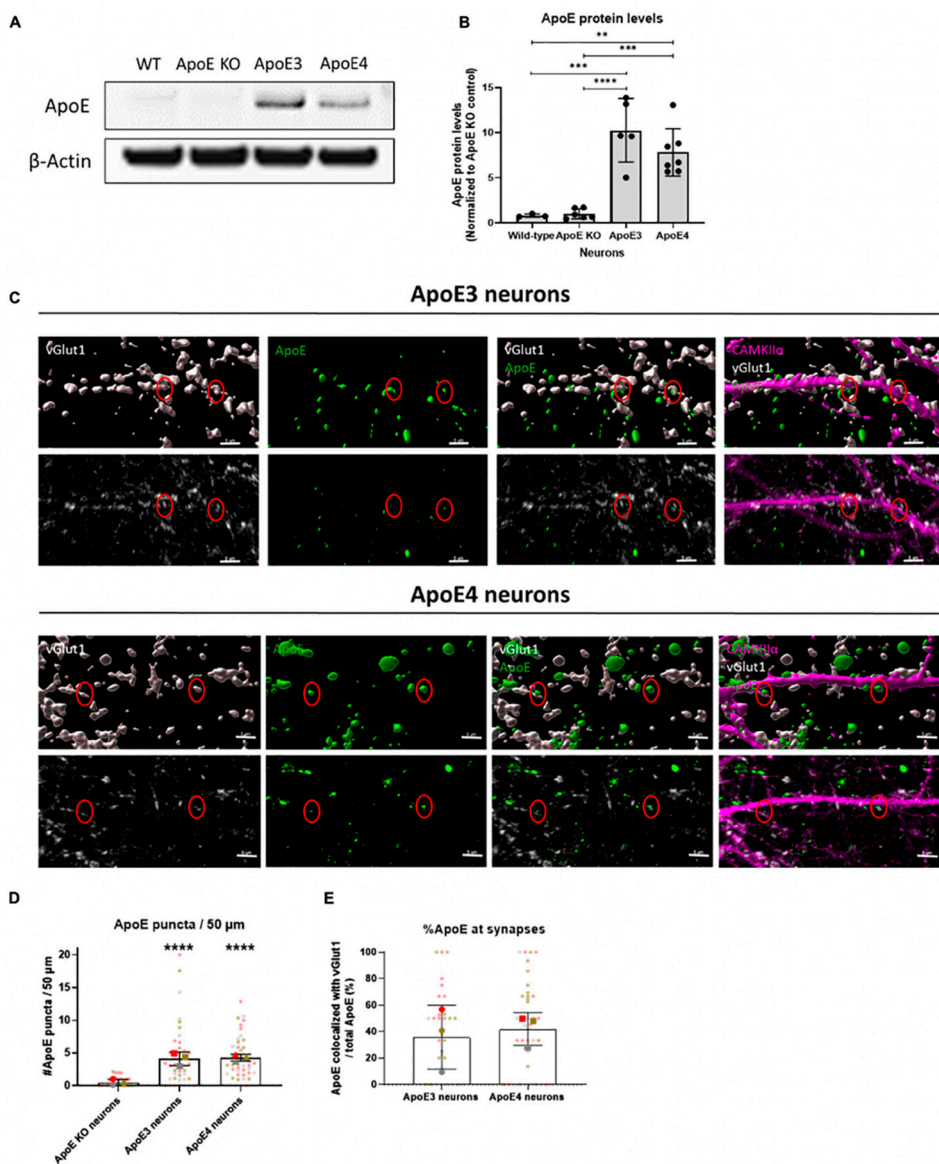 A
WT ApoE KO ApoE3 ApoE4
ApoE
β-Actin
B
ApoE protein levels
**
***
***
****
ApoE protein levels
(Normalized to ApoE KO control)
15
10
5
0
Wild-type ApoE KO ApoE3 ApoE4
Neurons
C
ApoE3 neurons
vGlut1
ApoE
vGlut1
ApoE
CAMKIIα
vGlut1
ApoE4 neurons
vGlut1
ApoE
vGlut1
ApoE
CAMKIIα
vGlut1
ApoE
D
ApoE puncta / 50 µm
**** ****
#ApoE puncta / 50 µm
20
15
10
5
0
ApoE KO neurons
ApoE3 neurons
ApoE4 neurons
E
%ApoE at synapses
ApoE colocalized with vGlut1
/ total ApoE (%)
100
80
60
40
20
0
ApoE3 neurons ApoE4 neurons